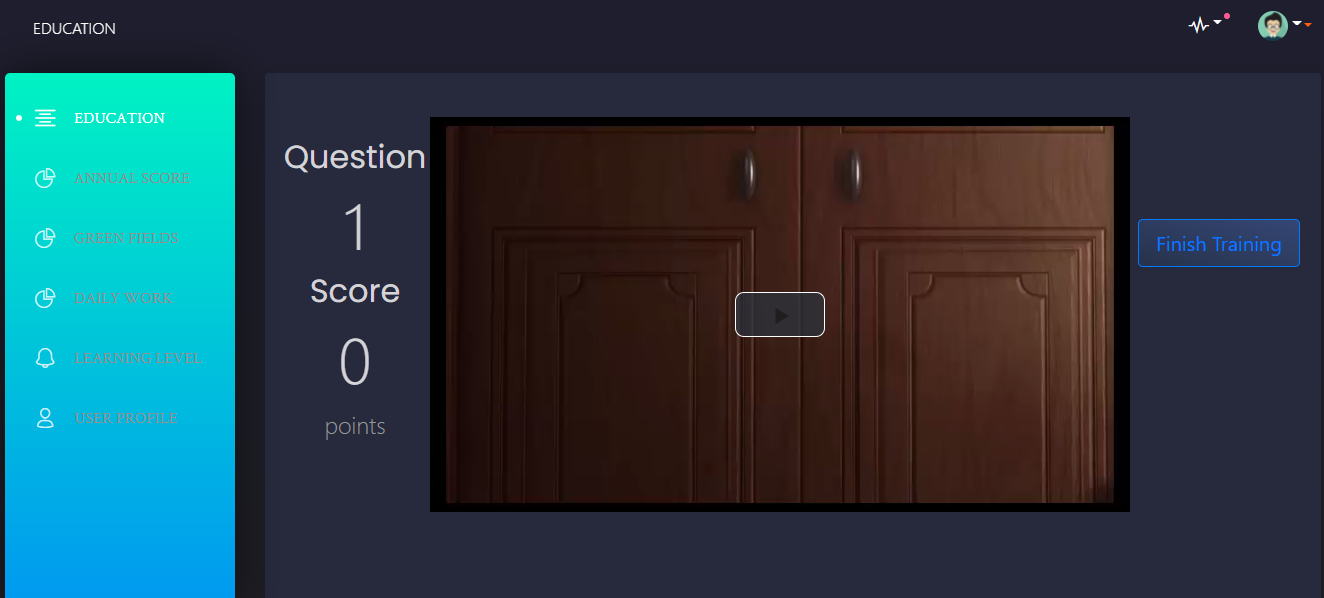 EDUCATION
EDUCATION
ANNUAL SCORE
GREEN FIELDS
DAILY WORK
LEARNING LEVEL
USER PROFILE
Question
1
Score
0
points
Finish Training